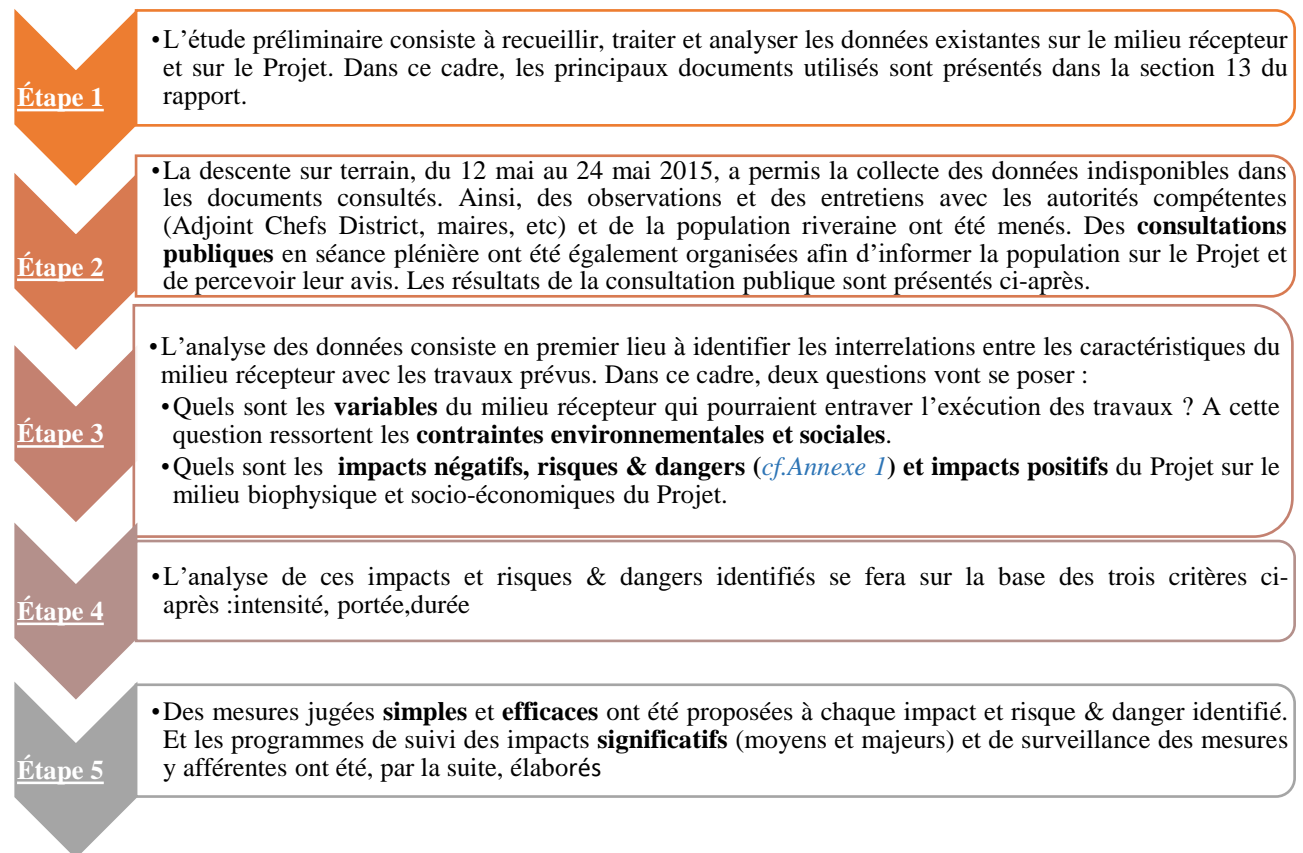 •L’étude préliminaire consiste à recueillir, traiter et analyser les données existantes sur le milieu récepteur
et sur le Projet. Dans ce cadre, les principaux documents utilisés sont présentés dans la section 13 du
rapport.
Étape 1
•La descente sur terrain, du 12 mai au 24 mai 2015, a permis la collecte des données indisponibles dans
les documents consultés. Ainsi, des observations et des entretiens avec les autorités compétentes
(Adjoint Chefs District, maires, etc) et de la population riveraine ont été menés. Des consultations
publiques en séance plénière ont été également organisées afin d’informer la population sur le Projet et
de percevoir leur avis. Les résultats de la consultation publique sont présentés ci-après.
Étape 2
•L’analyse des données consiste en premier lieu à identifier les interrelations entre les caractéristiques du
milieu récepteur avec les travaux prévus. Dans ce cadre, deux questions vont se poser :
•Quels sont les variables du milieu récepteur qui pourraient entraver l’exécution des travaux ? A cette
question ressortent les contraintes environnementales et sociales.
•Quels sont les impacts négatifs, risques & dangers (cf.Annexe 1) et impacts positifs du Projet sur le
milieu biophysique et socio-économiques du Projet.
Étape 3
•L’analyse de ces impacts et risques & dangers identifiés se fera sur la base des trois critères ci-
après :intensité, portée,durée
Étape 4
•Des mesures jugées simples et efficaces ont été proposées à chaque impact et risque & danger identifié.
Et les programmes de suivi des impacts significatifs (moyens et majeurs) et de surveillance des mesures
y afférentes ont été, par la suite, élaborés
Étape 5